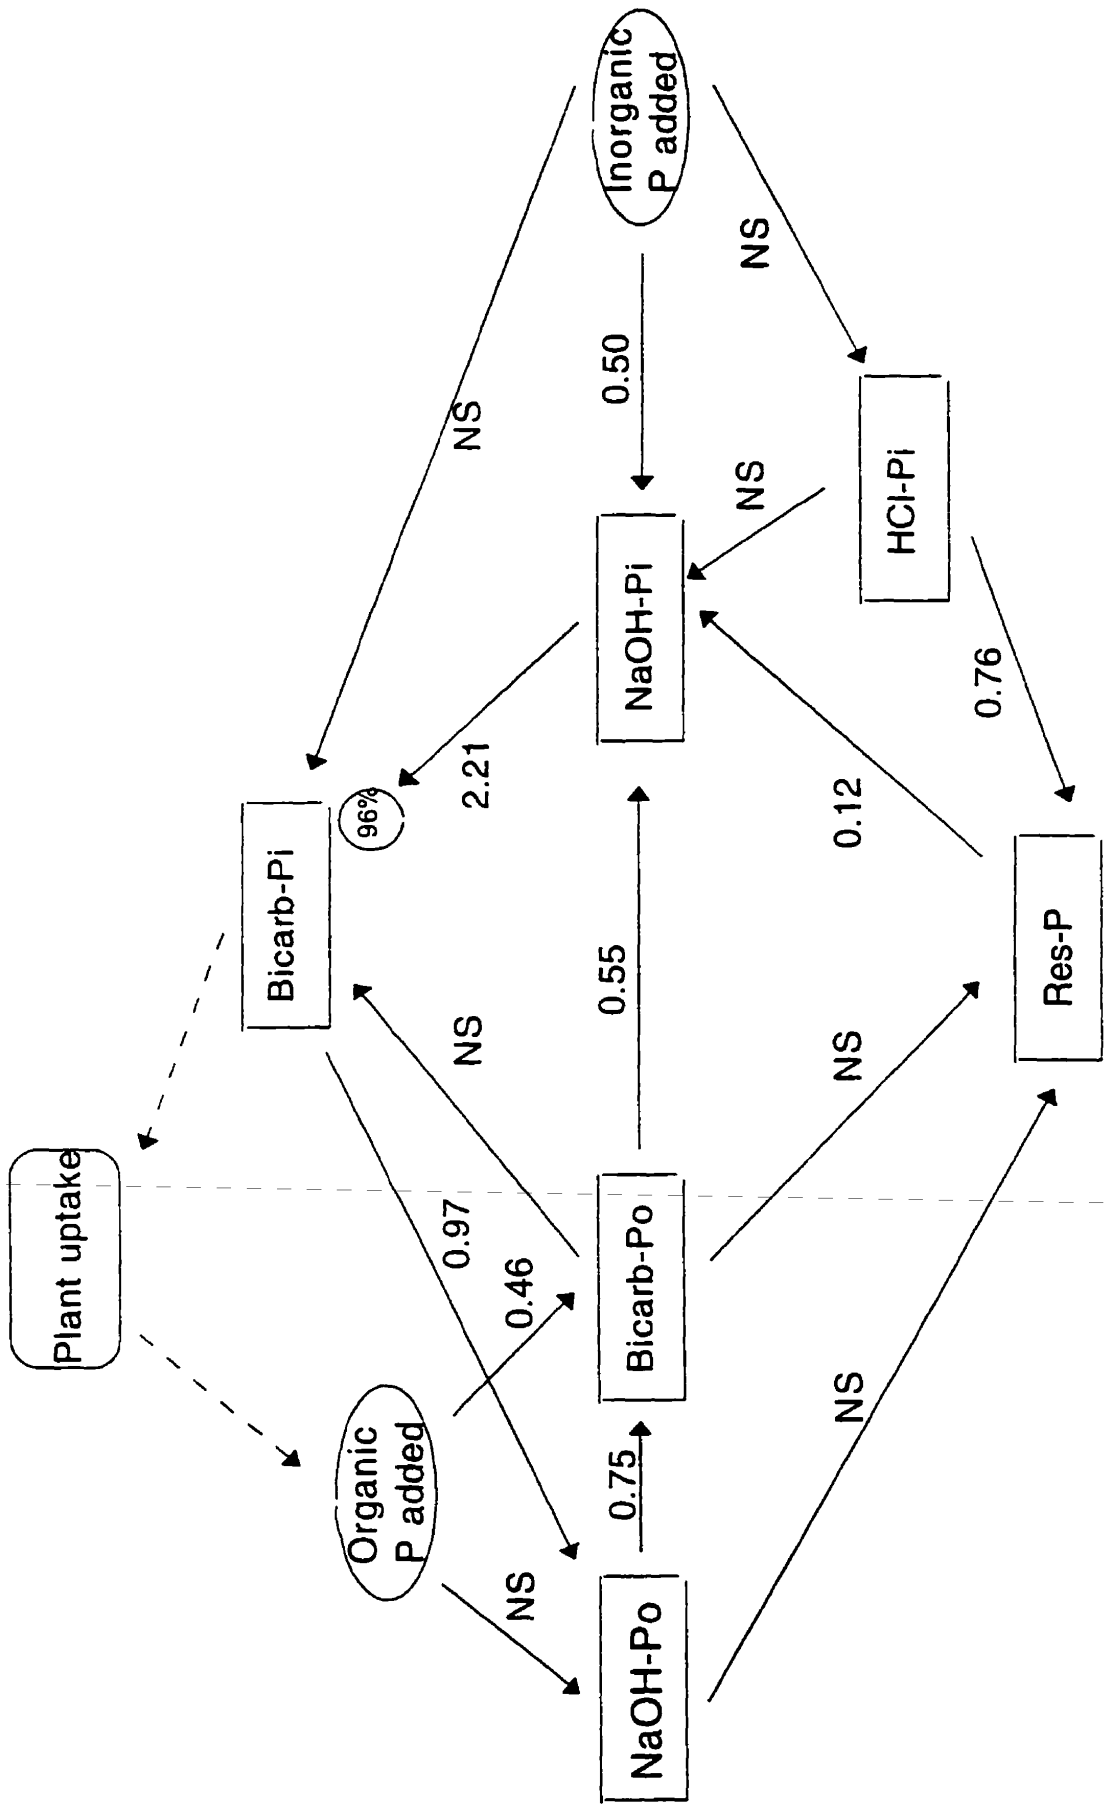 Plant uptake
Bicarb-Pi
Organic
P added
96%
0.97
NS
2.21
NS
NS
0.46
NaOH-Po
0.75
Bicarb-Po
0.55
NaOH-Pi
0.50
Inorganic
P added
NS
NS
NS
0.12
NS
HCl-Pi
0.76
Res-P